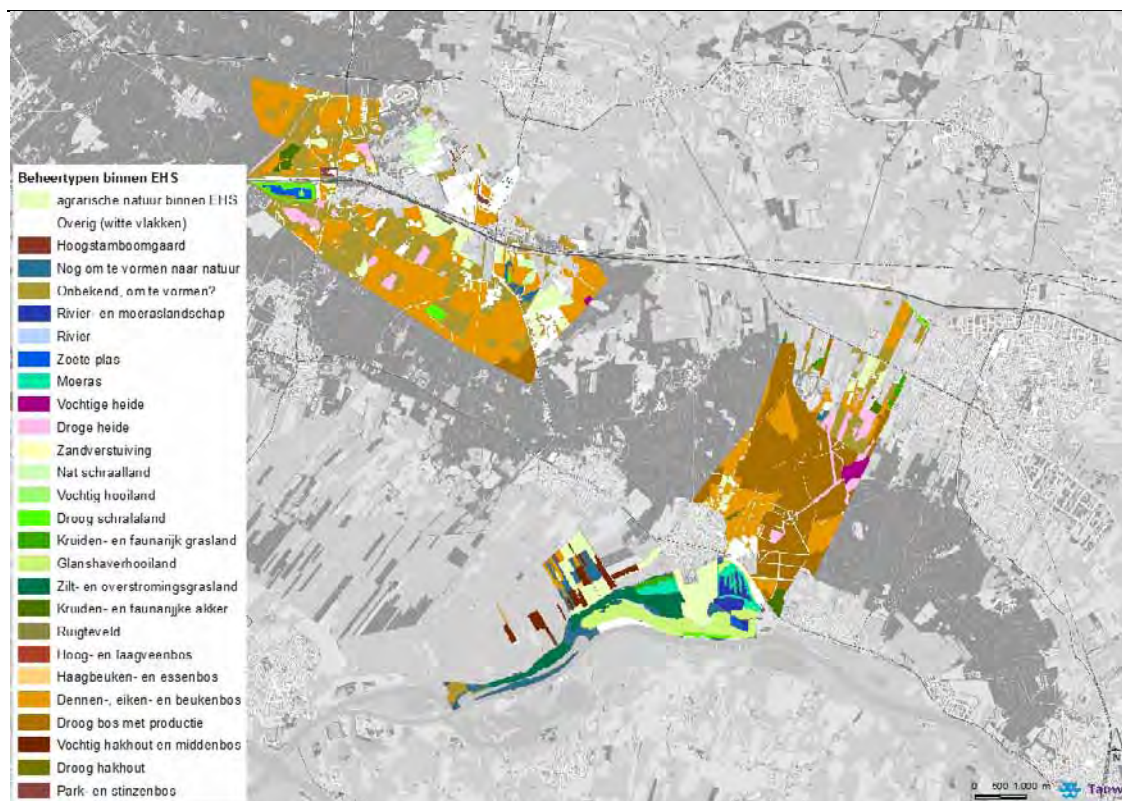 Beheertypen binnen EHS
agrarische natuur binnen EHS
Overig (witte vlakken)
Hoogstamboomgaard
Nog om te vormen naar natuur
Onbekend, om te vormen?
Rivier- en moeraslandschap
Rivier
Zoete plas
Moeras
Vochtige heide
Droge heide
Zandverstuiving
Nat schraalland
Vochtig hooiland
Droog schralaland
Kruiden- en faunarijk grasland
Glanshaverhooiland
Zilt- en overstromingsgrasland
Kruiden- en faunarijke akker
Ruigteveld
Hoog- en laagveenbos
Haagbeuken- en essenbos
Dennen-, eiken- en beukenbos
Droog bos met productie
Vochtig hakhout en middenbos
Droog hakhout
Park- en stinzenbos
N
0 500 1.000 m
Tauw